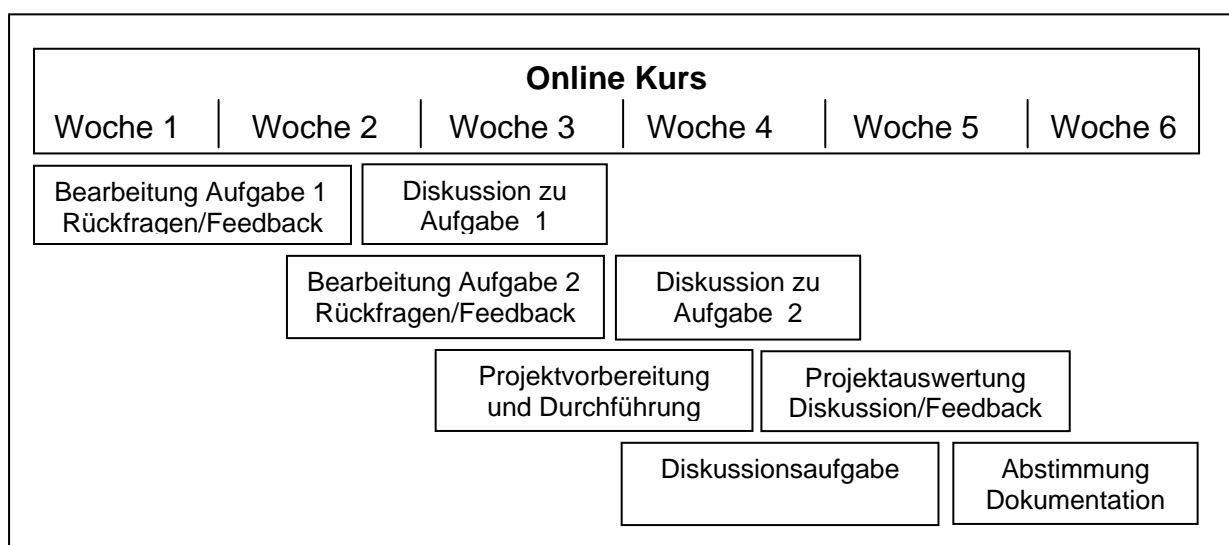 Online Kurs
Woche 1 Woche 2 Woche 3 Woche 4 Woche 5 Woche 6
Bearbeitung Aufgabe 1
Rückfragen/Feedback
Diskussion zu
Aufgabe 1
Bearbeitung Aufgabe 2
Rückfragen/Feedback
Diskussion zu
Aufgabe 2
Projektvorbereitung
und Durchführung
Projektauswertung
Diskussion/Feedback
Diskussionsaufgabe
Abstimmung
Dokumentation